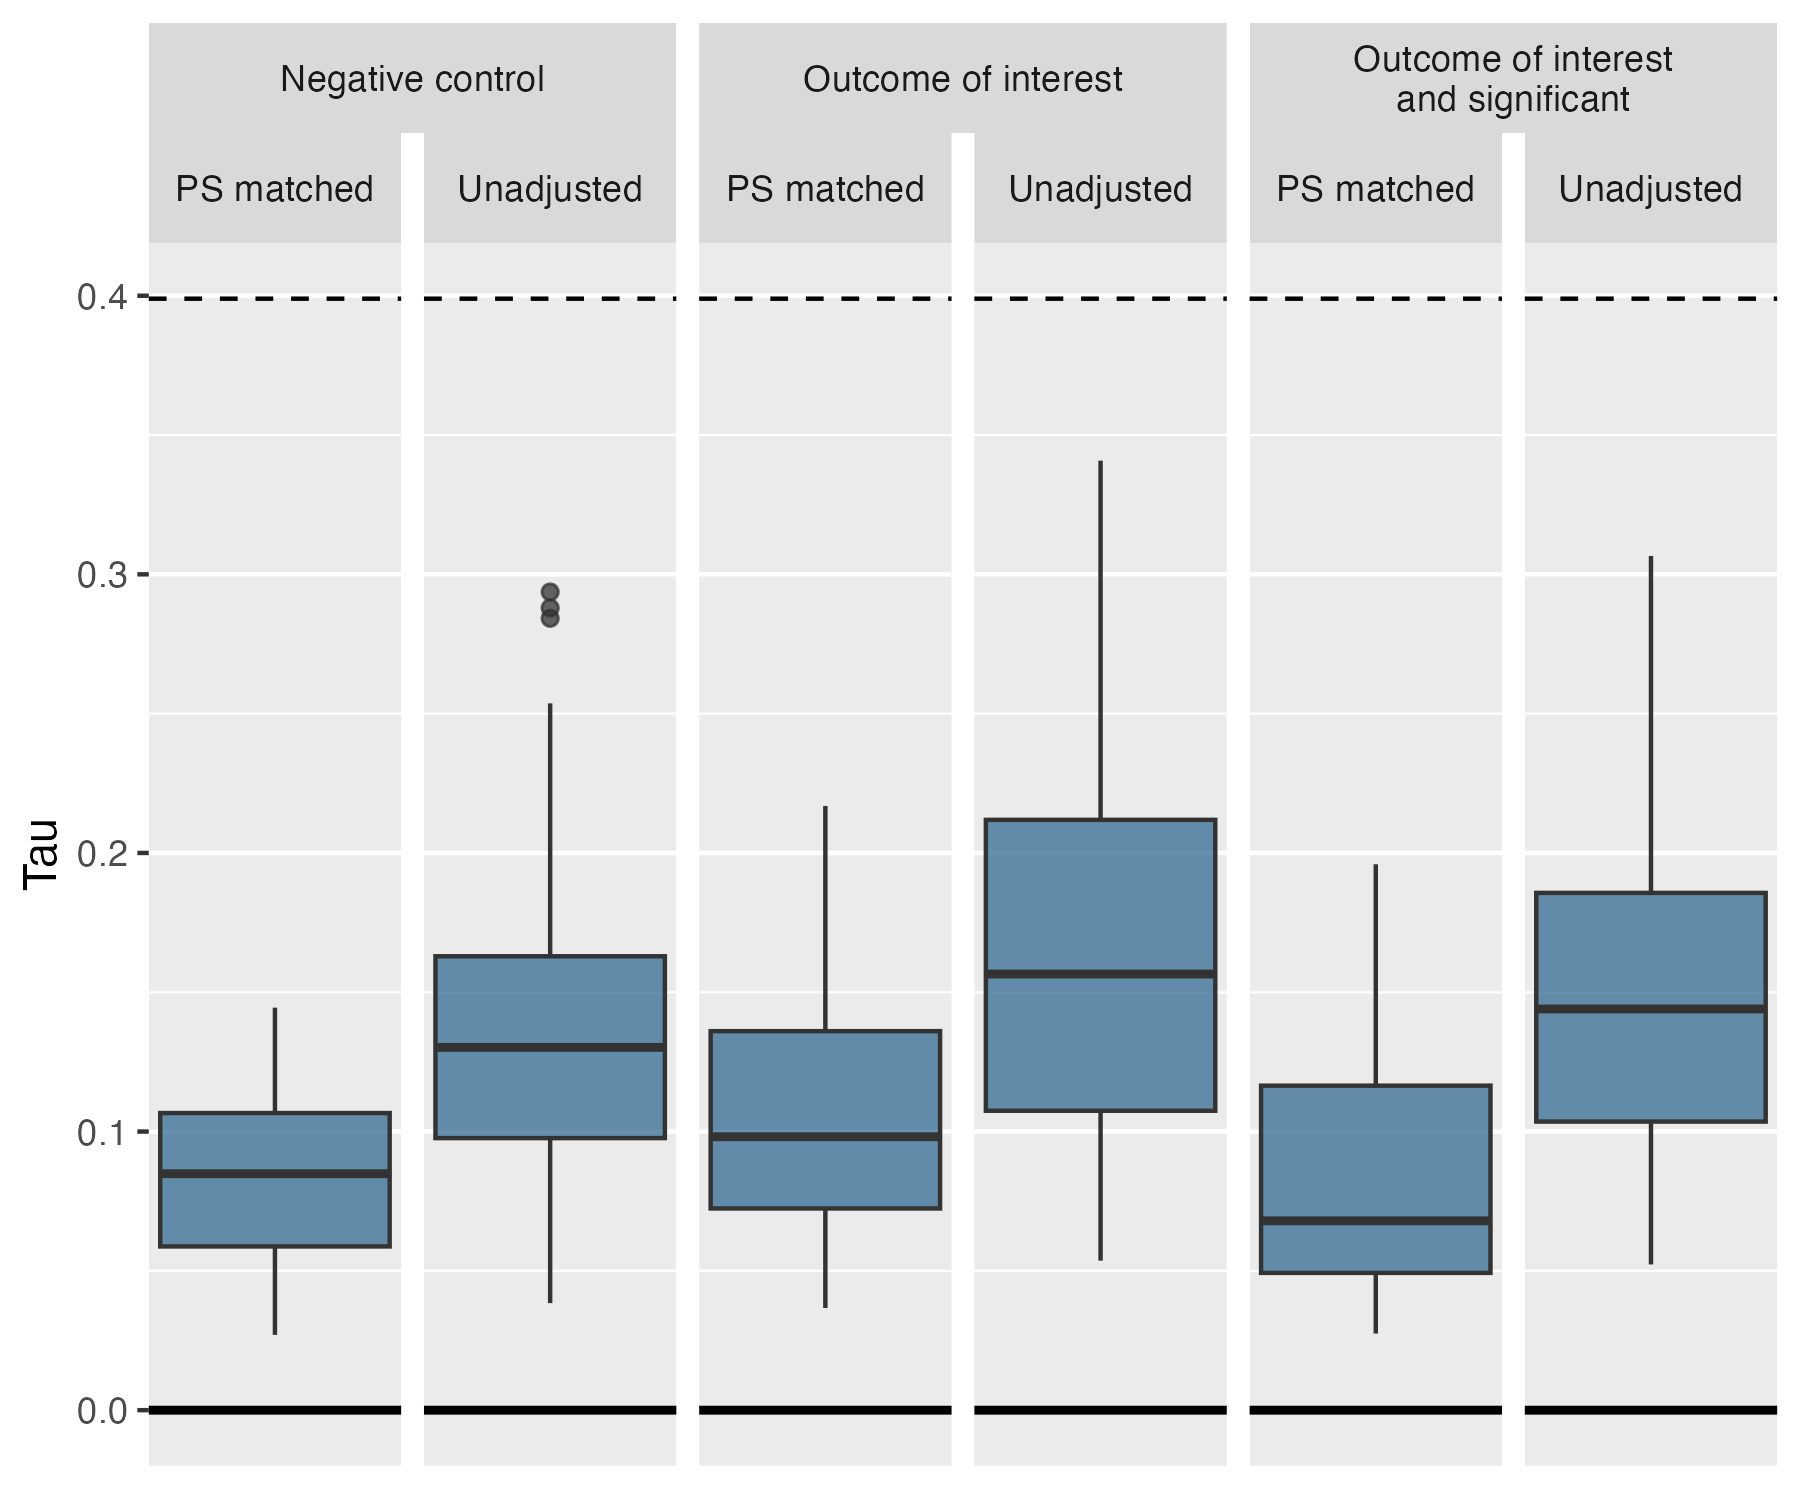 Negative control
Outcome of interest
Outcome of interest
and significant
PS matched
Unadjusted
PS matched
Unadjusted
PS matched
Unadjusted
0.4
0.3
0.2
0.1
0.0
Tau